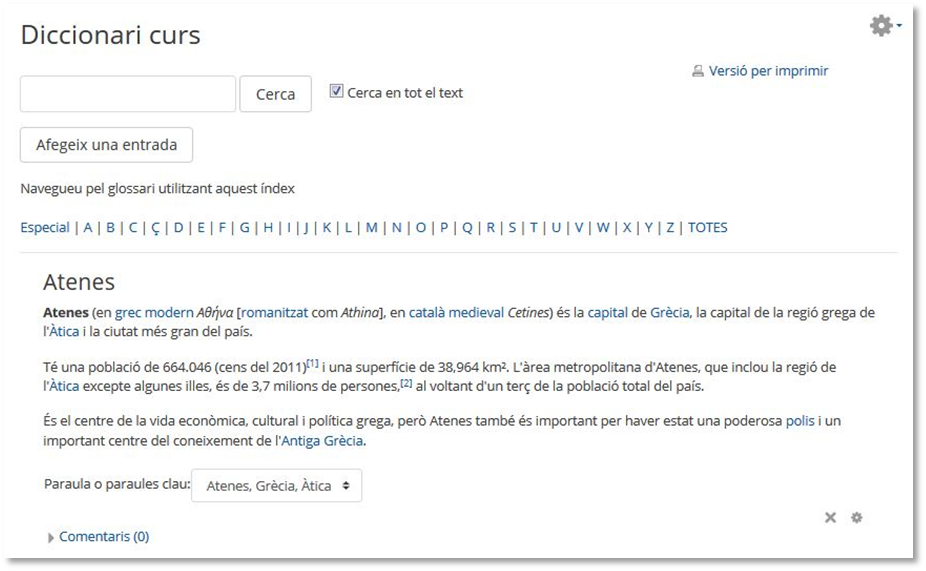 Diccionari curs
Versió per imprimir
Cerca
Cerca en tot el text
Afegeix una entrada
Navegueu pel glossari utilitzant aquest índex
Especial | A | B | C | Ç | D | E | F | G | H | I | J | K | L | M | N | O | P | Q | R | S | T | U | V | W | X | Y | Z | TOTES
Atenes
Atenes (en grec modern Αθήνα [romanitzat com Athina], en català medieval Cetines) és la capital de Grècia, la capital de la regió grega de
l'Àtica i la ciutat més gran del país.
Té una població de 664.046 (cens del 2011)[1] i una superfície de 38,964 km². L'àrea metropolitana d'Atenes, que inclou la regió de
l'Àtica excepte algunes illes, és de 3,7 milions de persones,[2] al voltant d'un terç de la població total del país.
És el centre de la vida econòmica, cultural i política grega, però Atenes també és important per haver estat una poderosa polis i un
important centre del coneixement de l'Antiga Grècia.
Paraula o paraules clau: Atenes, Grècia, Àtica
Comentaris (0)